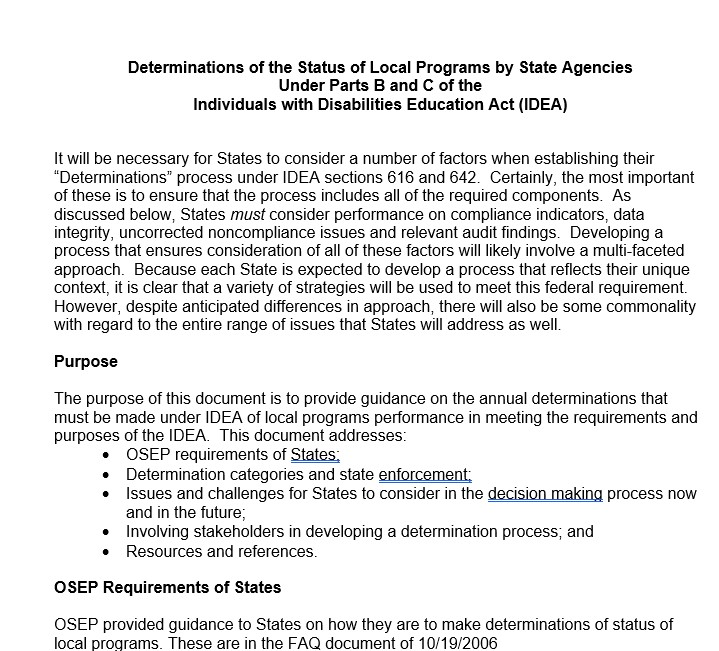 Determinations of the Status of Local Programs by State Agencies
Under Parts B and C of the
Individuals with Disabilities Education Act (IDEA)
It will be necessary for States to consider a number of factors when establishing their
“Determinations” process under IDEA sections 616 and 642.  Certainly, the most important
of these is to ensure that the process includes all of the required components.  As
discussed below, States must consider performance on compliance indicators, data
integrity, uncorrected noncompliance issues and relevant audit findings.  Developing a
process that ensures consideration of all of these factors will likely involve a multi-faceted
approach.  Because each State is expected to develop a process that reflects their unique
context, it is clear that a variety of strategies will be used to meet this federal requirement.
However, despite anticipated differences in approach, there will also be some commonality
with regard to the entire range of issues that States will address as well.
Purpose
The purpose of this document is to provide guidance on the annual determinations that
must be made under IDEA of local programs performance in meeting the requirements and
purposes of the IDEA.  This document addresses:
• OSEP requirements of States;
• Determination categories and state enforcement;
• Issues and challenges for States to consider in the decision making process now
and in the future;
• Involving stakeholders in developing a determination process; and
• Resources and references.
OSEP Requirements of States
OSEP provided guidance to States on how they are to make determinations of status of
local programs. These are in the FAQ document of 10/19/2006